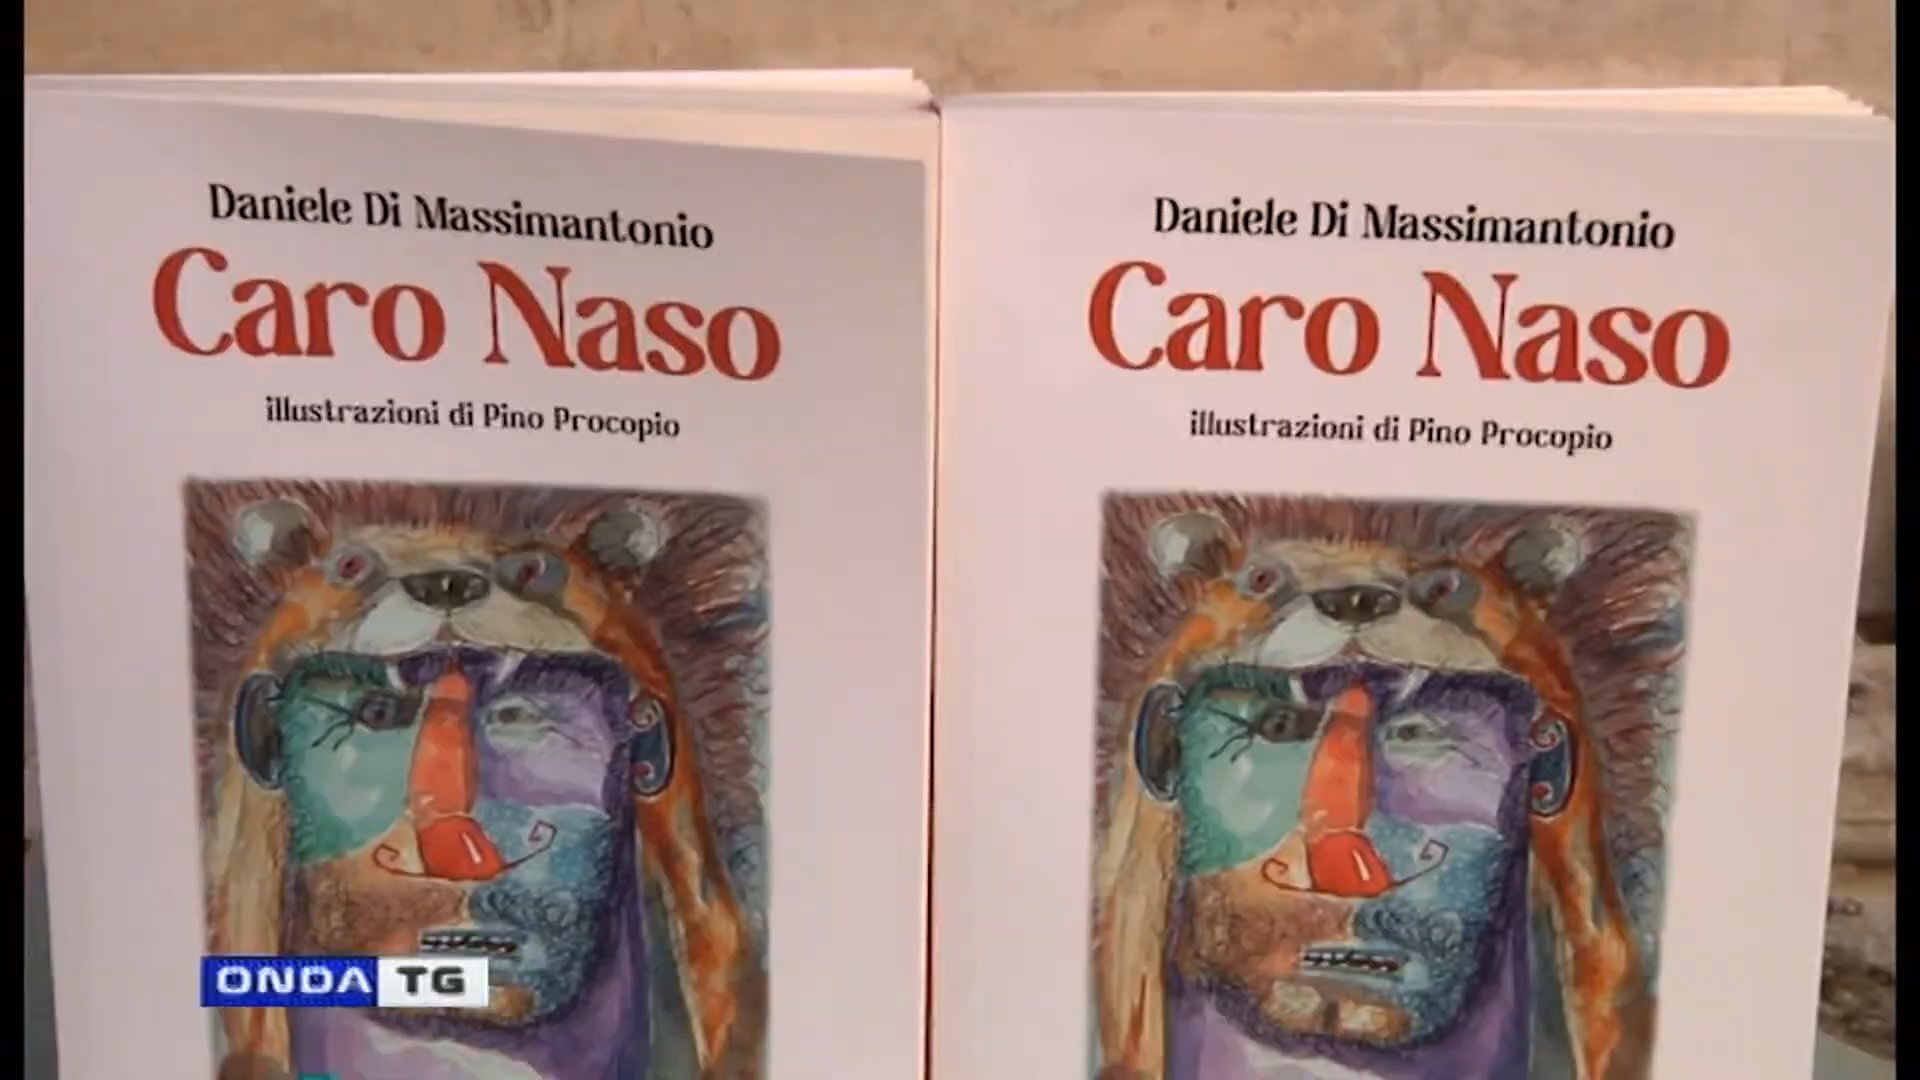 Daniele Di Massimantonio
Caro Naso
illustrazioni di Pino Procopio
Daniele Di Massimantonio
Caro Naso
illustrazioni di Pino Procopio
ONDA TG